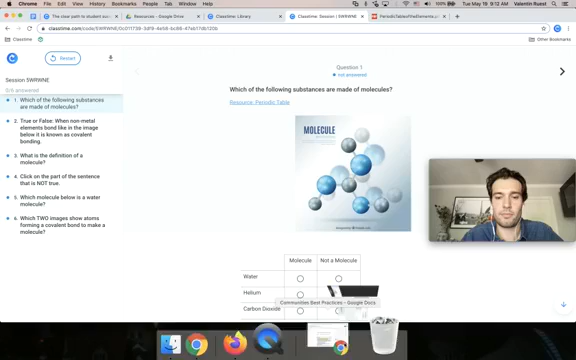 Chrome File Edit View History Bookmarks People Tab Window Help
100% Tue May 19 9:12 AM Valentin Ruest
The clear path to student suc
Resources - Google Drive
Classtime: Library
Classtime: Session | 5WRWNE
PeriodicTableoftheElements.p
Classtime
Other Bookmarks
Restart
Session 5WRWNE
0/6 answered
1. Which of the following substances
are made of molecules?
2. True or False: When non-metal
elements bond like in the image
below it is known as covalent
bonding.
3. What is the definition of a
molecule?
4. Click on the part of the sentence
that is NOT true.
5. Which molecule below is a water
molecule?
6. Which TWO images show atoms
forming a covalent bond to make a
molecule?
Question 1
not answered
Which of the following substances are made of molecules?
Resource: Periodic Table
MOLECULE
Molecule Not a Molecule
Water
Helium
Carbon Dioxide
Communities Best Practices - Google Docs